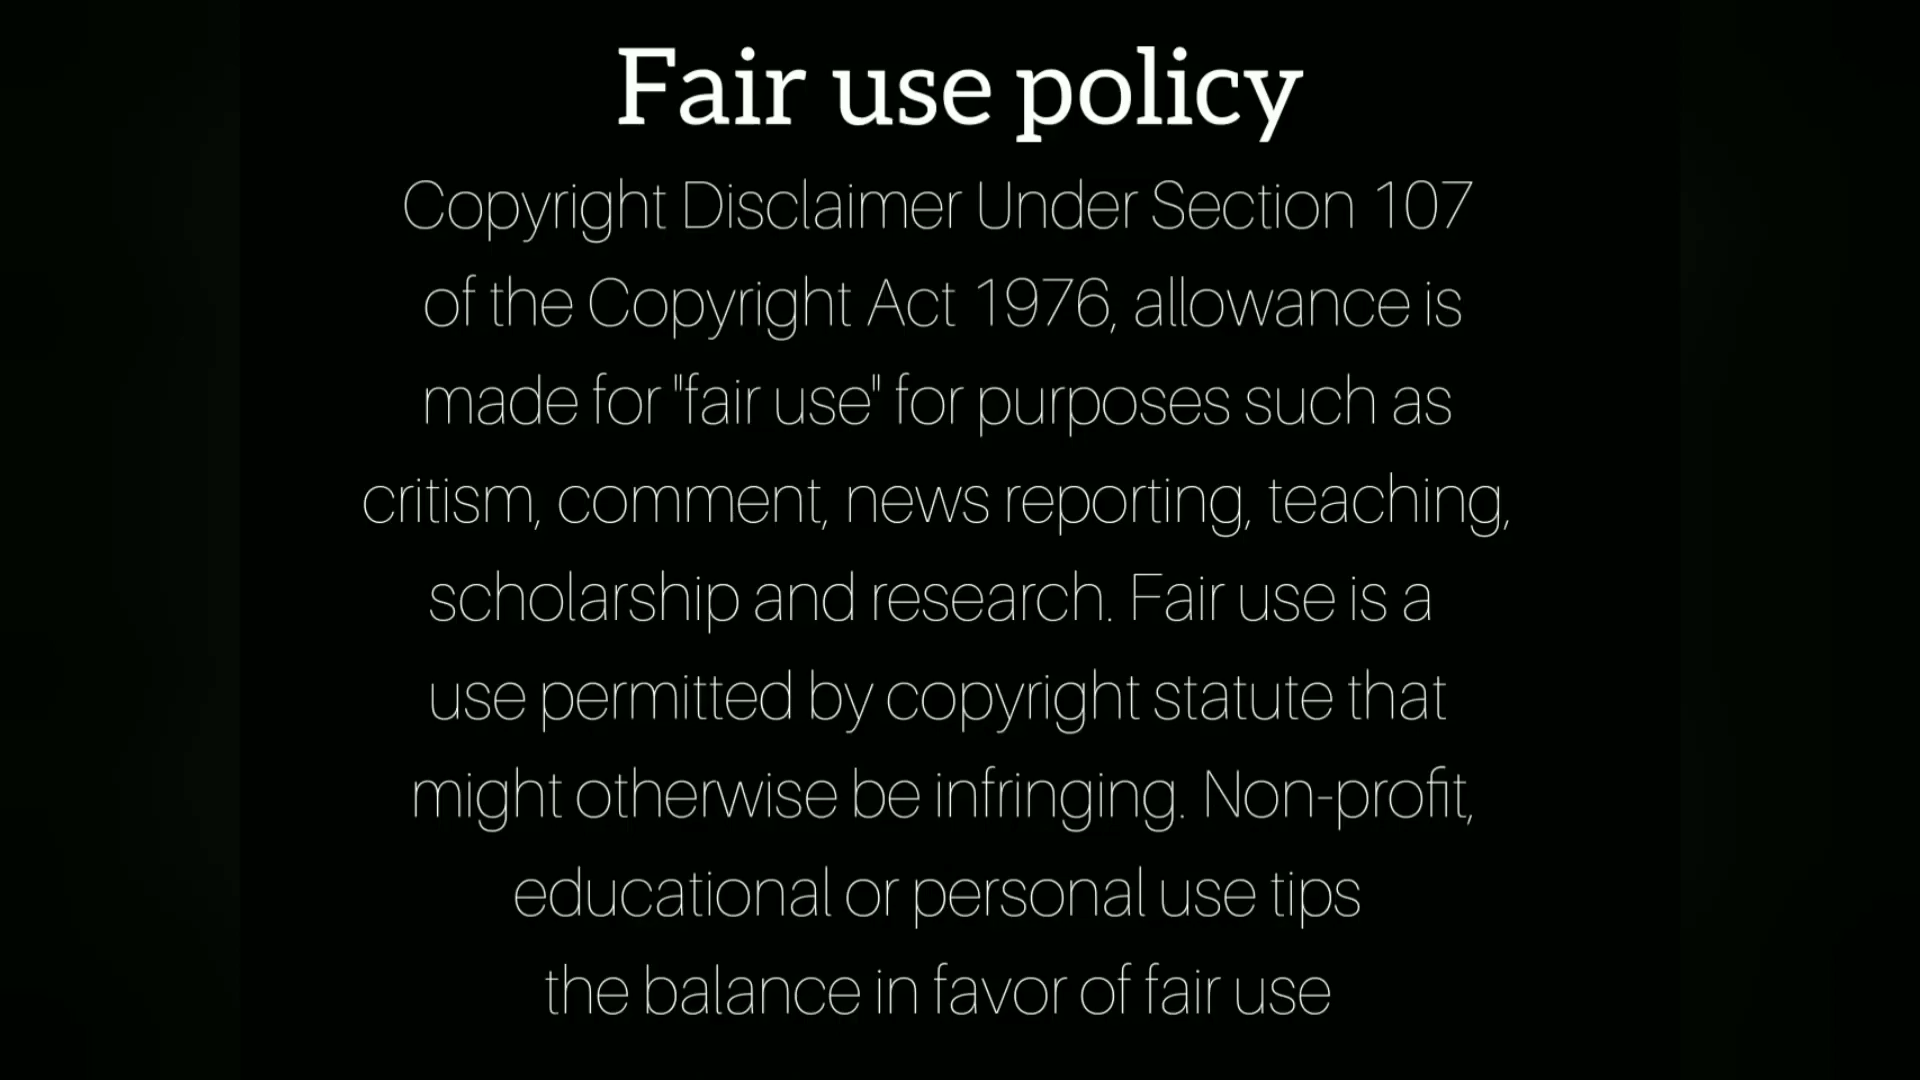 Fair use policy
Copyright Disclaimer Under Section 107
of the Copyright Act 1976, allowance is
made for "fair use" for purposes such as
critism, comment, news reporting, teaching,
scholarship and research. Fair use is a
use permitted by copyright statute that
might otherwise be infringing. Non-profit,
educational or personal use tips
the balance in favor of fair use